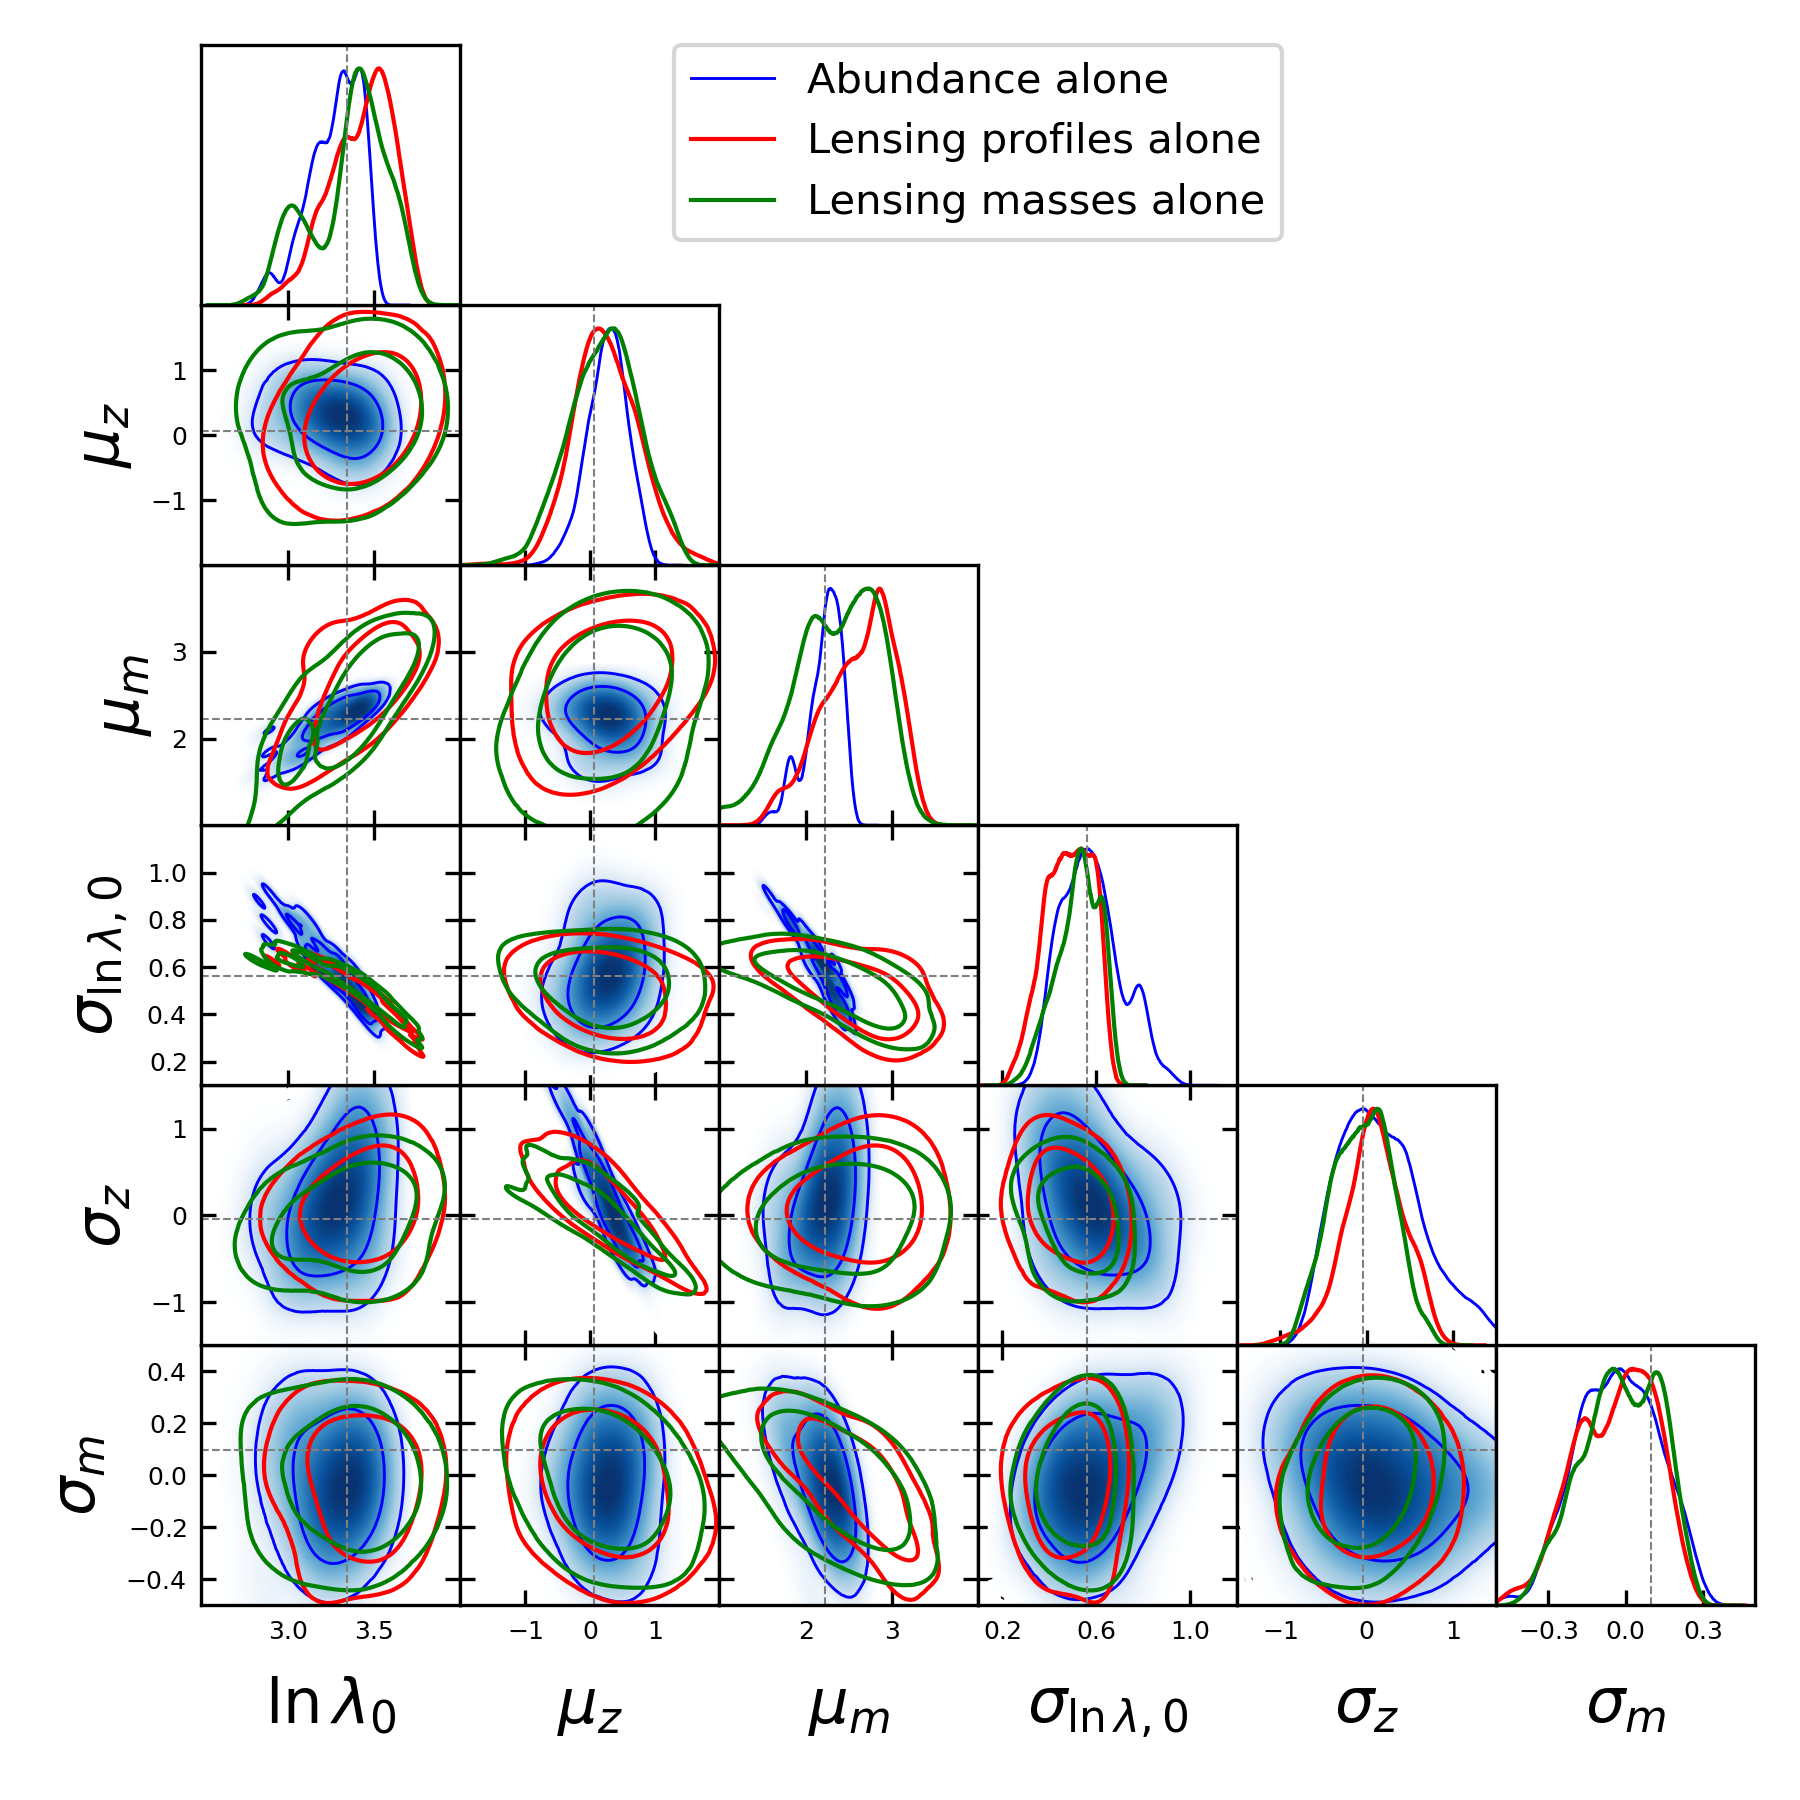 Abundance alone
Lensing profiles alone
Lensing masses alone
μz
1
0
−1
μm
3
2
σln λ, 0
1.0
0.8
0.6
0.4
0.2
σz
1
0
−1
σm
0.4
0.2
0.0
−0.2
−0.4
3.0 3.5 −1 0 1 2 3 0.2 0.6 1.0 −1 0 1 −0.3 0.0 0.3
ln λ0 μz μm σln λ, 0 σz σm